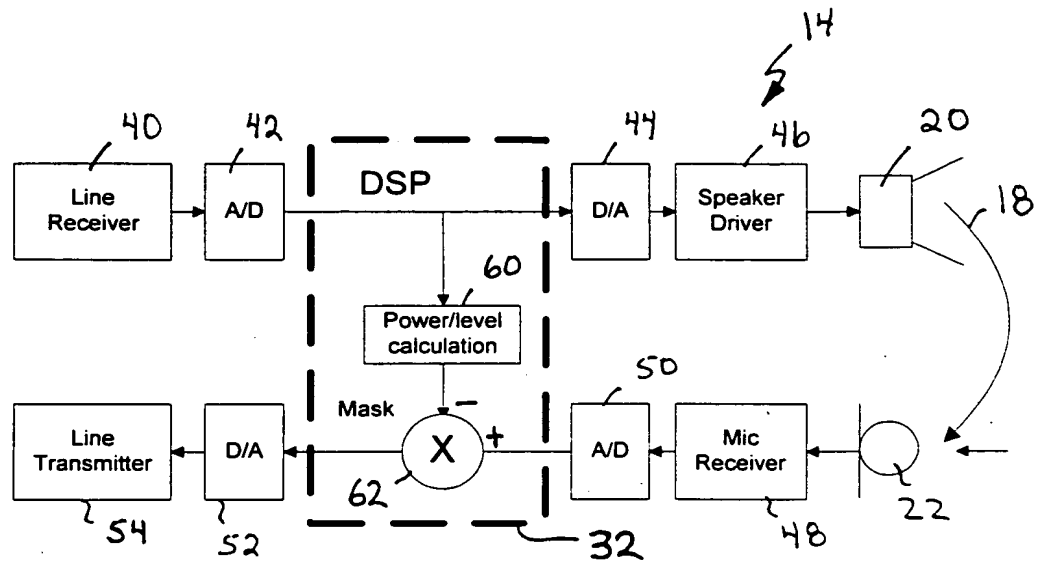 14
40
42
44
46
20
DSP
Line
Receiver
A/D
D/A
Speaker
Driver
18
60
Power/level
calculation
50
Mask
-
+
Line
Transmitter
D/A
X
A/D
Mic
Receiver
62
54
52
32
48
22